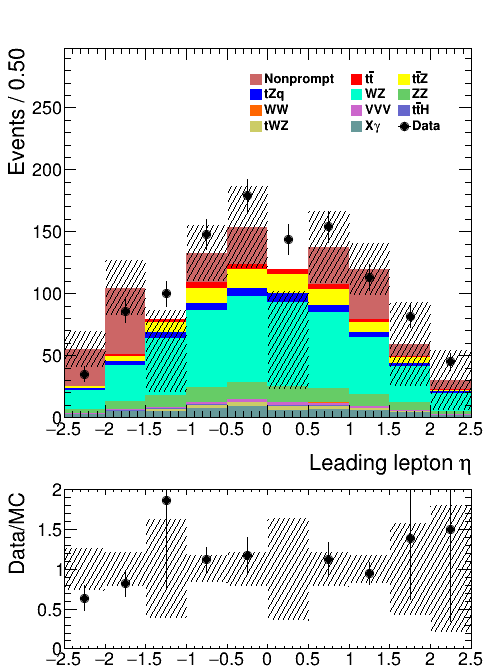 Events / 0.50
250
200
150
100
50
0
Nonprompt tt̄ tt̄Z
tZq WZ ZZ
WW VVV tt̄H
tWZ Xγ Data
−2.5 −2 −1.5 −1 −0.5 0 0.5 1 1.5 2 2.5
Leading lepton η
Data/MC
2
1.5
1
0.5
0
−2.5 −2 −1.5 −1 −0.5 0 0.5 1 1.5 2 2.5